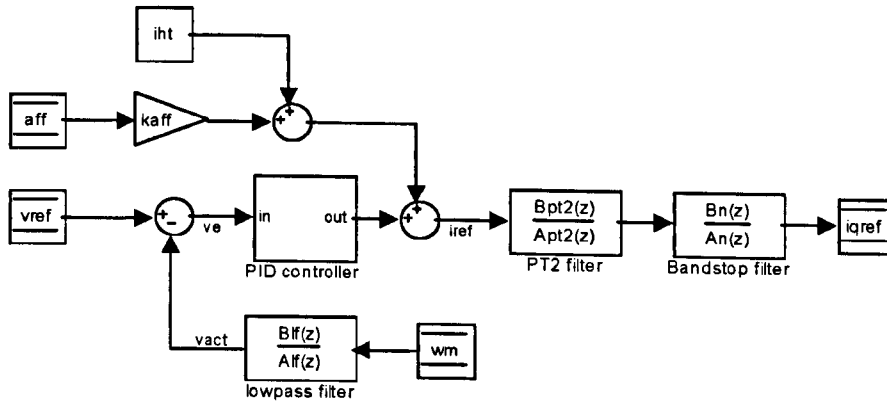 iht
aff
kaff
+ +
vref
+
-
ve
in
out
PID controller
+ +
iref
Bpt2(z)
Apt2(z)
PT2 filter
Bn(z)
An(z)
Bandstop filter
iqref
vact
Blf(z)
Alf(z)
lowpass filter
wm